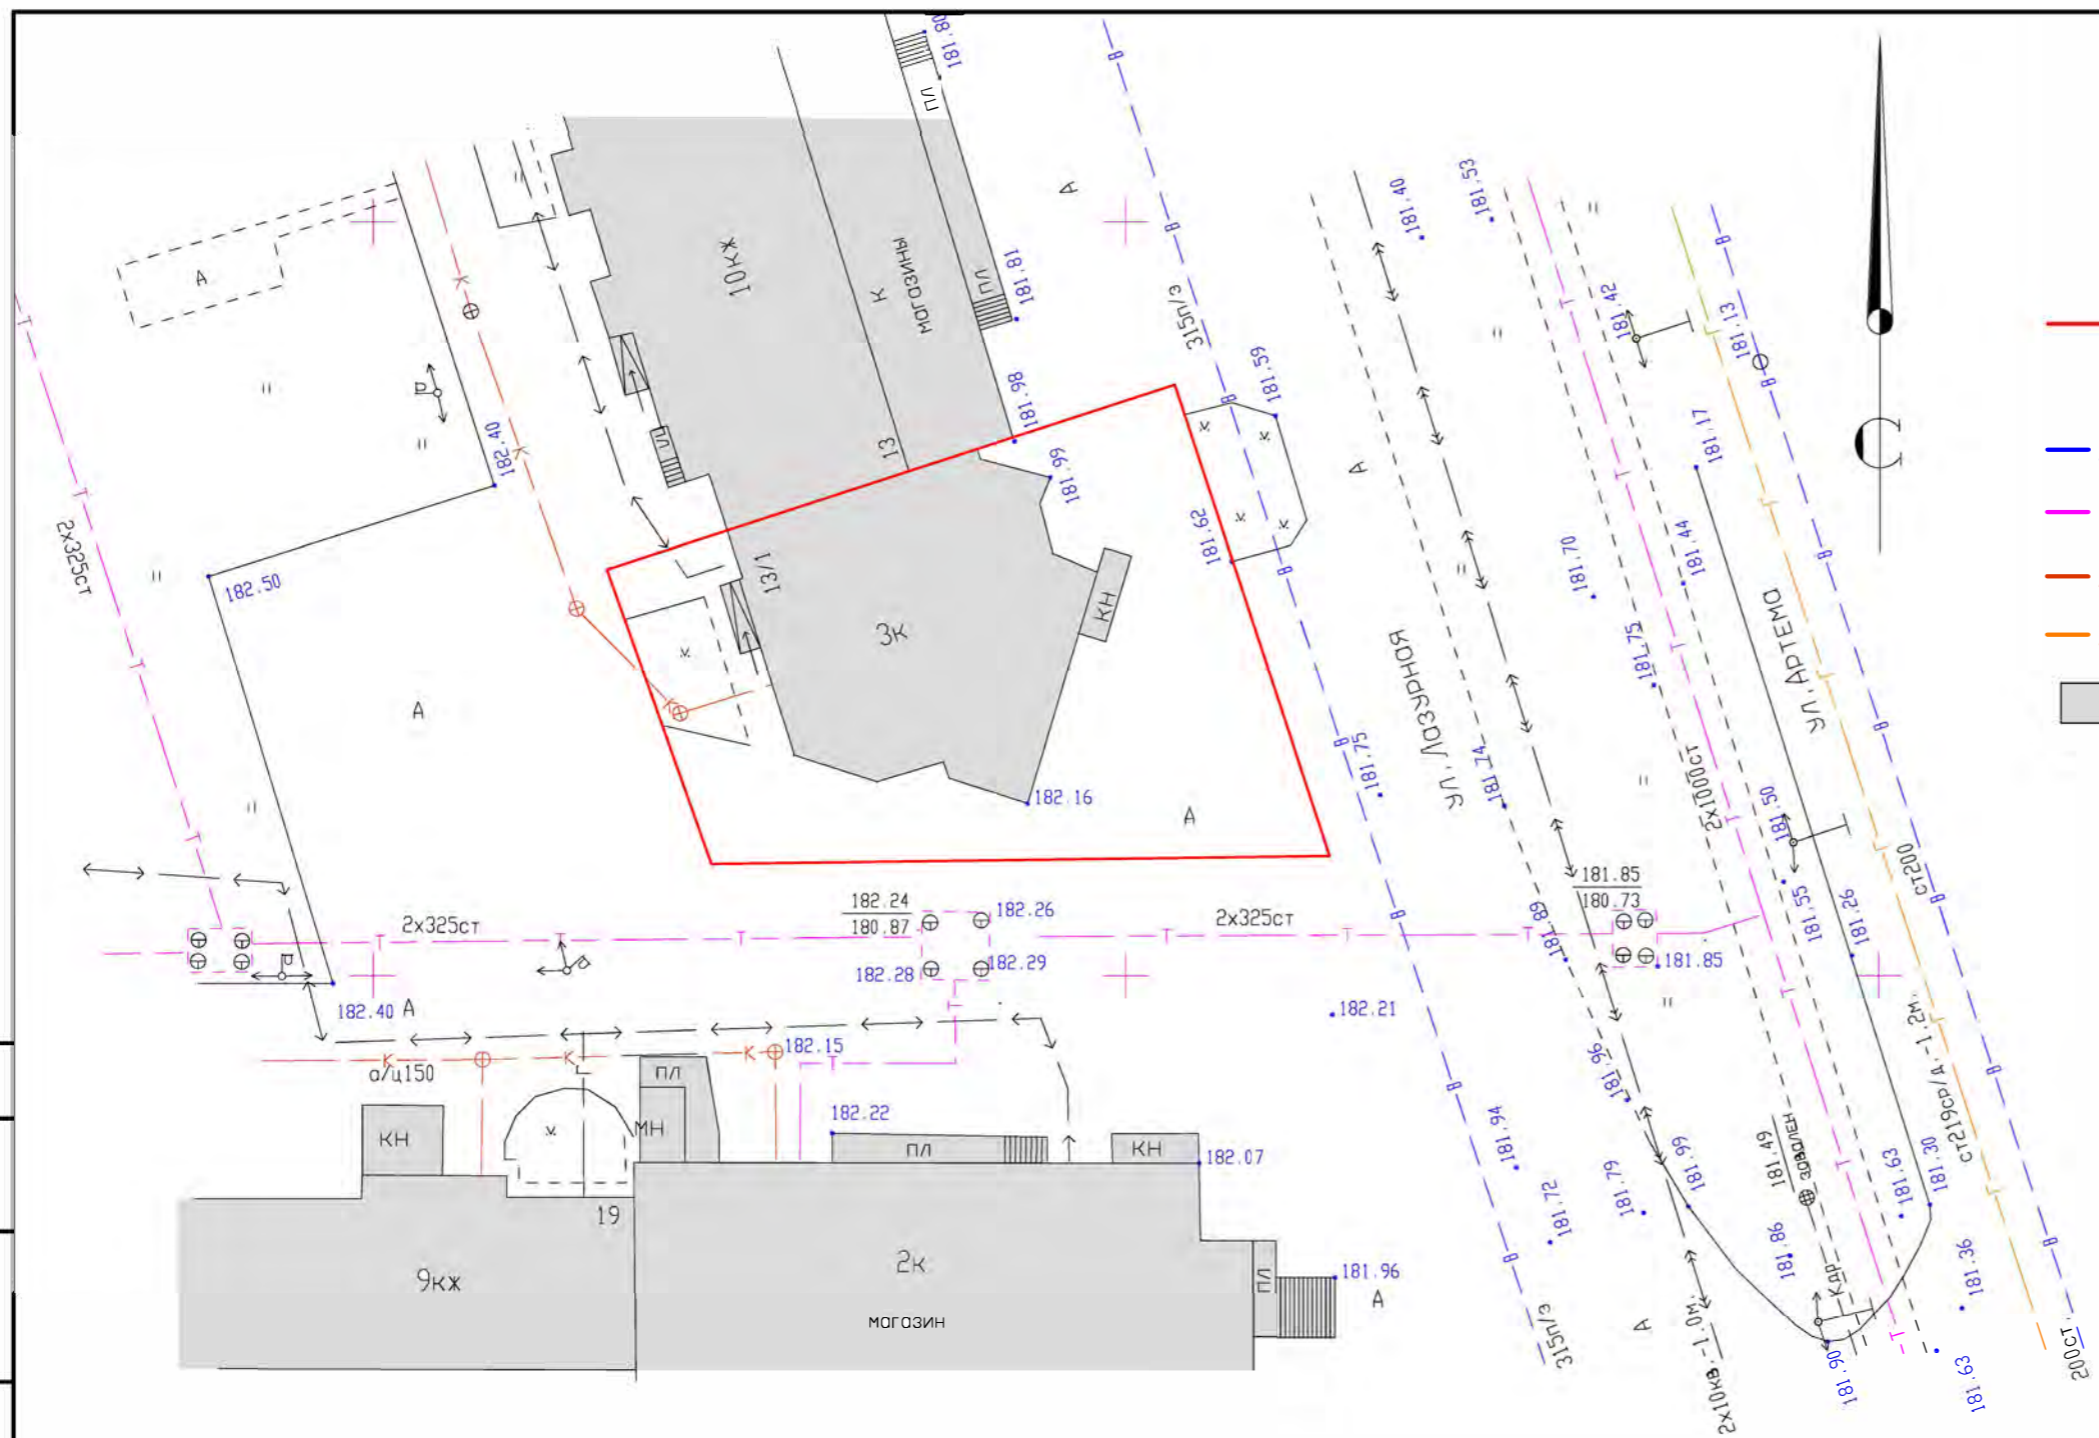 181.80
ПЛ
А
181.40
181.53
10кж
К
магазины
ПЛ
181.81
А
315п/э
181.42
181.13
С
2х325ст
182.40
ПЛ
13
181.98
181.99
181.59
181.17
А
182.50
13/1
3к
КН
181.62
181.70
181.44
А
181.75
ул. Лазурная
ул. Артема
181.75
181.74
2х1000ст
181.50
182.16
А
ст200
2х325ст
182.24
180.87
182.26
2х325ст
181.89
181.85
180.73
181.55
181.26
182.28
182.29
181.85
182.40
А
182.21
ст219ср/д,-1.2м.
182.15
а/ц150
ПЛ
181.96
КН
МН
182.22
ПЛ
КН
182.07
181.94
181.79
181.99
181.49
завален
181.63
181.30
19
9кж
2к
магазин
ПЛ
181.96
А
181.72
181.86
КДР
181.36
315п/э
А
2х10кв,-1.0м.
181.90
181.63
200ст.